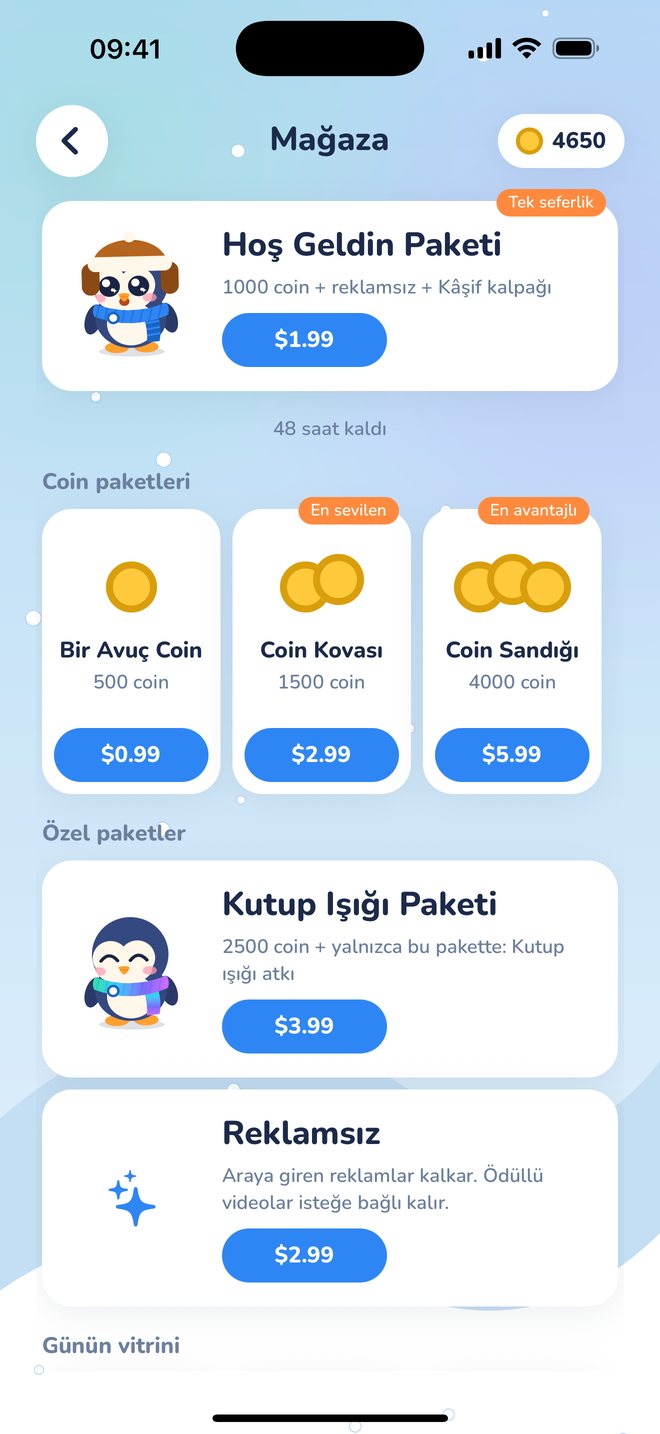 09:41
Mağaza
4650
Tek seferlik
Hoş Geldin Paketi
1000 coin + reklamsız + Kâşif kalpağı
$1.99
48 saat kaldı
Coin paketleri
Bir Avuç Coin
500 coin
$0.99
En sevilen
Coin Kovası
1500 coin
$2.99
En avantajlı
Coin Sandığı
4000 coin
$5.99
Özel paketler
Kutup Işığı Paketi
2500 coin + yalnızca bu pakette: Kutup
ışığı atkı
$3.99
Reklamsız
Araya giren reklamlar kalkar. Ödüllü
videolar isteğe bağlı kalır.
$2.99
Günün vitrini